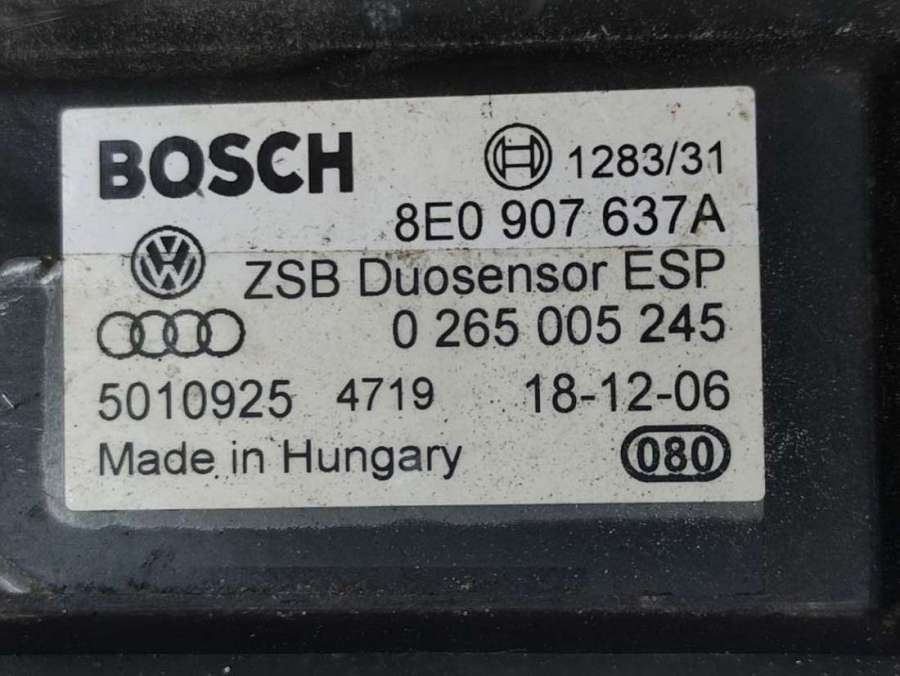 BOSCH 1283/31
8E0 907 637A
ZSB Duosensor ESP
0 265 005 245
5010925 4719 18-12-06
Made in Hungary 080